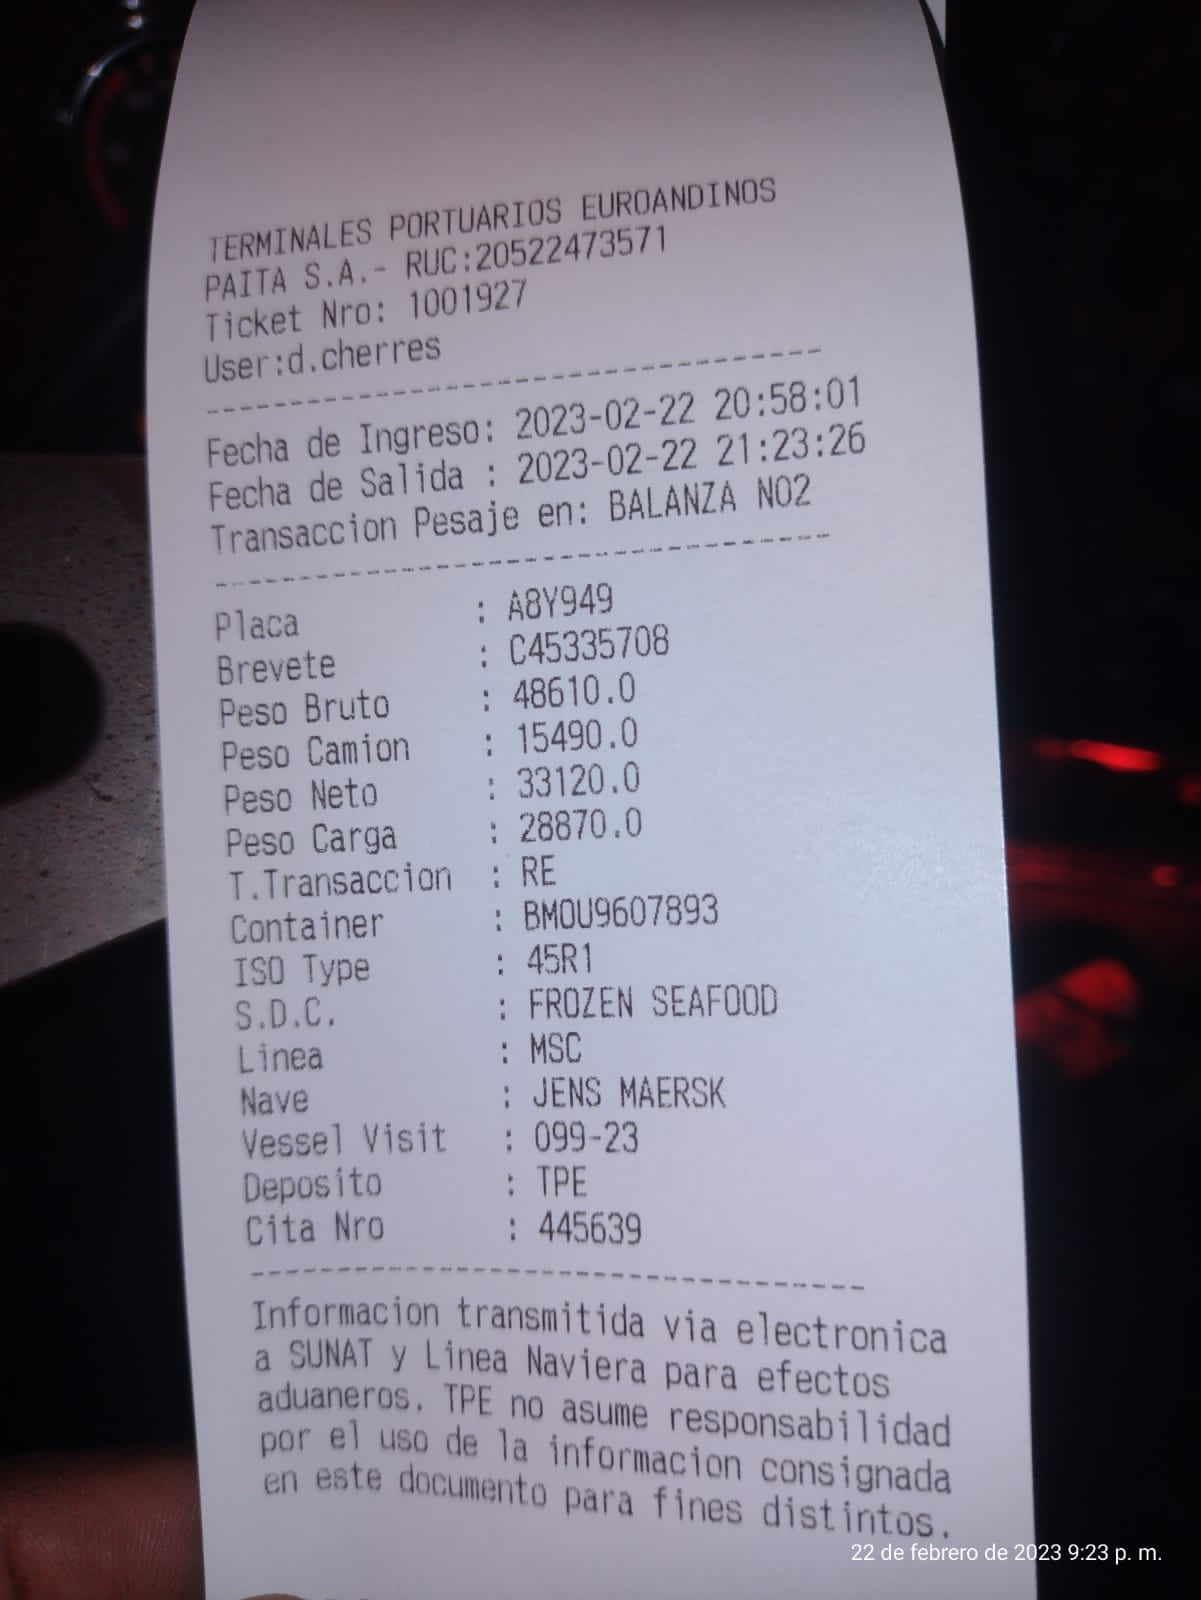 TERMINALES PORTUARIOS EUROANDINOS
PAITA S.A.- RUC:20522473571
Ticket Nro: 1001927
User:d.cherres
Fecha de Ingreso: 2023-02-22 20:58:01
Fecha de Salida : 2023-02-22 21:23:26
Transaccion Pesaje en: BALANZA NO2
Placa : A8Y949
Brevete : C45335708
Peso Bruto : 48610.0
Peso Camion : 15490.0
Peso Neto : 33120.0
Peso Carga : 28870.0
T.Transaccion : RE
Container : BMOU9607893
ISO Type : 45R1
S.D.C. : FROZEN SEAFOOD
Linea : MSC
Nave : JENS MAERSK
Vessel Visit : 099-23
Deposito : TPE
Cita Nro : 445639
Informacion transmitida via electronica
a SUNAT y Linea Naviera para efectos
aduaneros. TPE no asume responsabilidad
por el uso de la informacion consignada
en este documento para fines distintos.
22 de febrero de 2023 9:23 p. m.